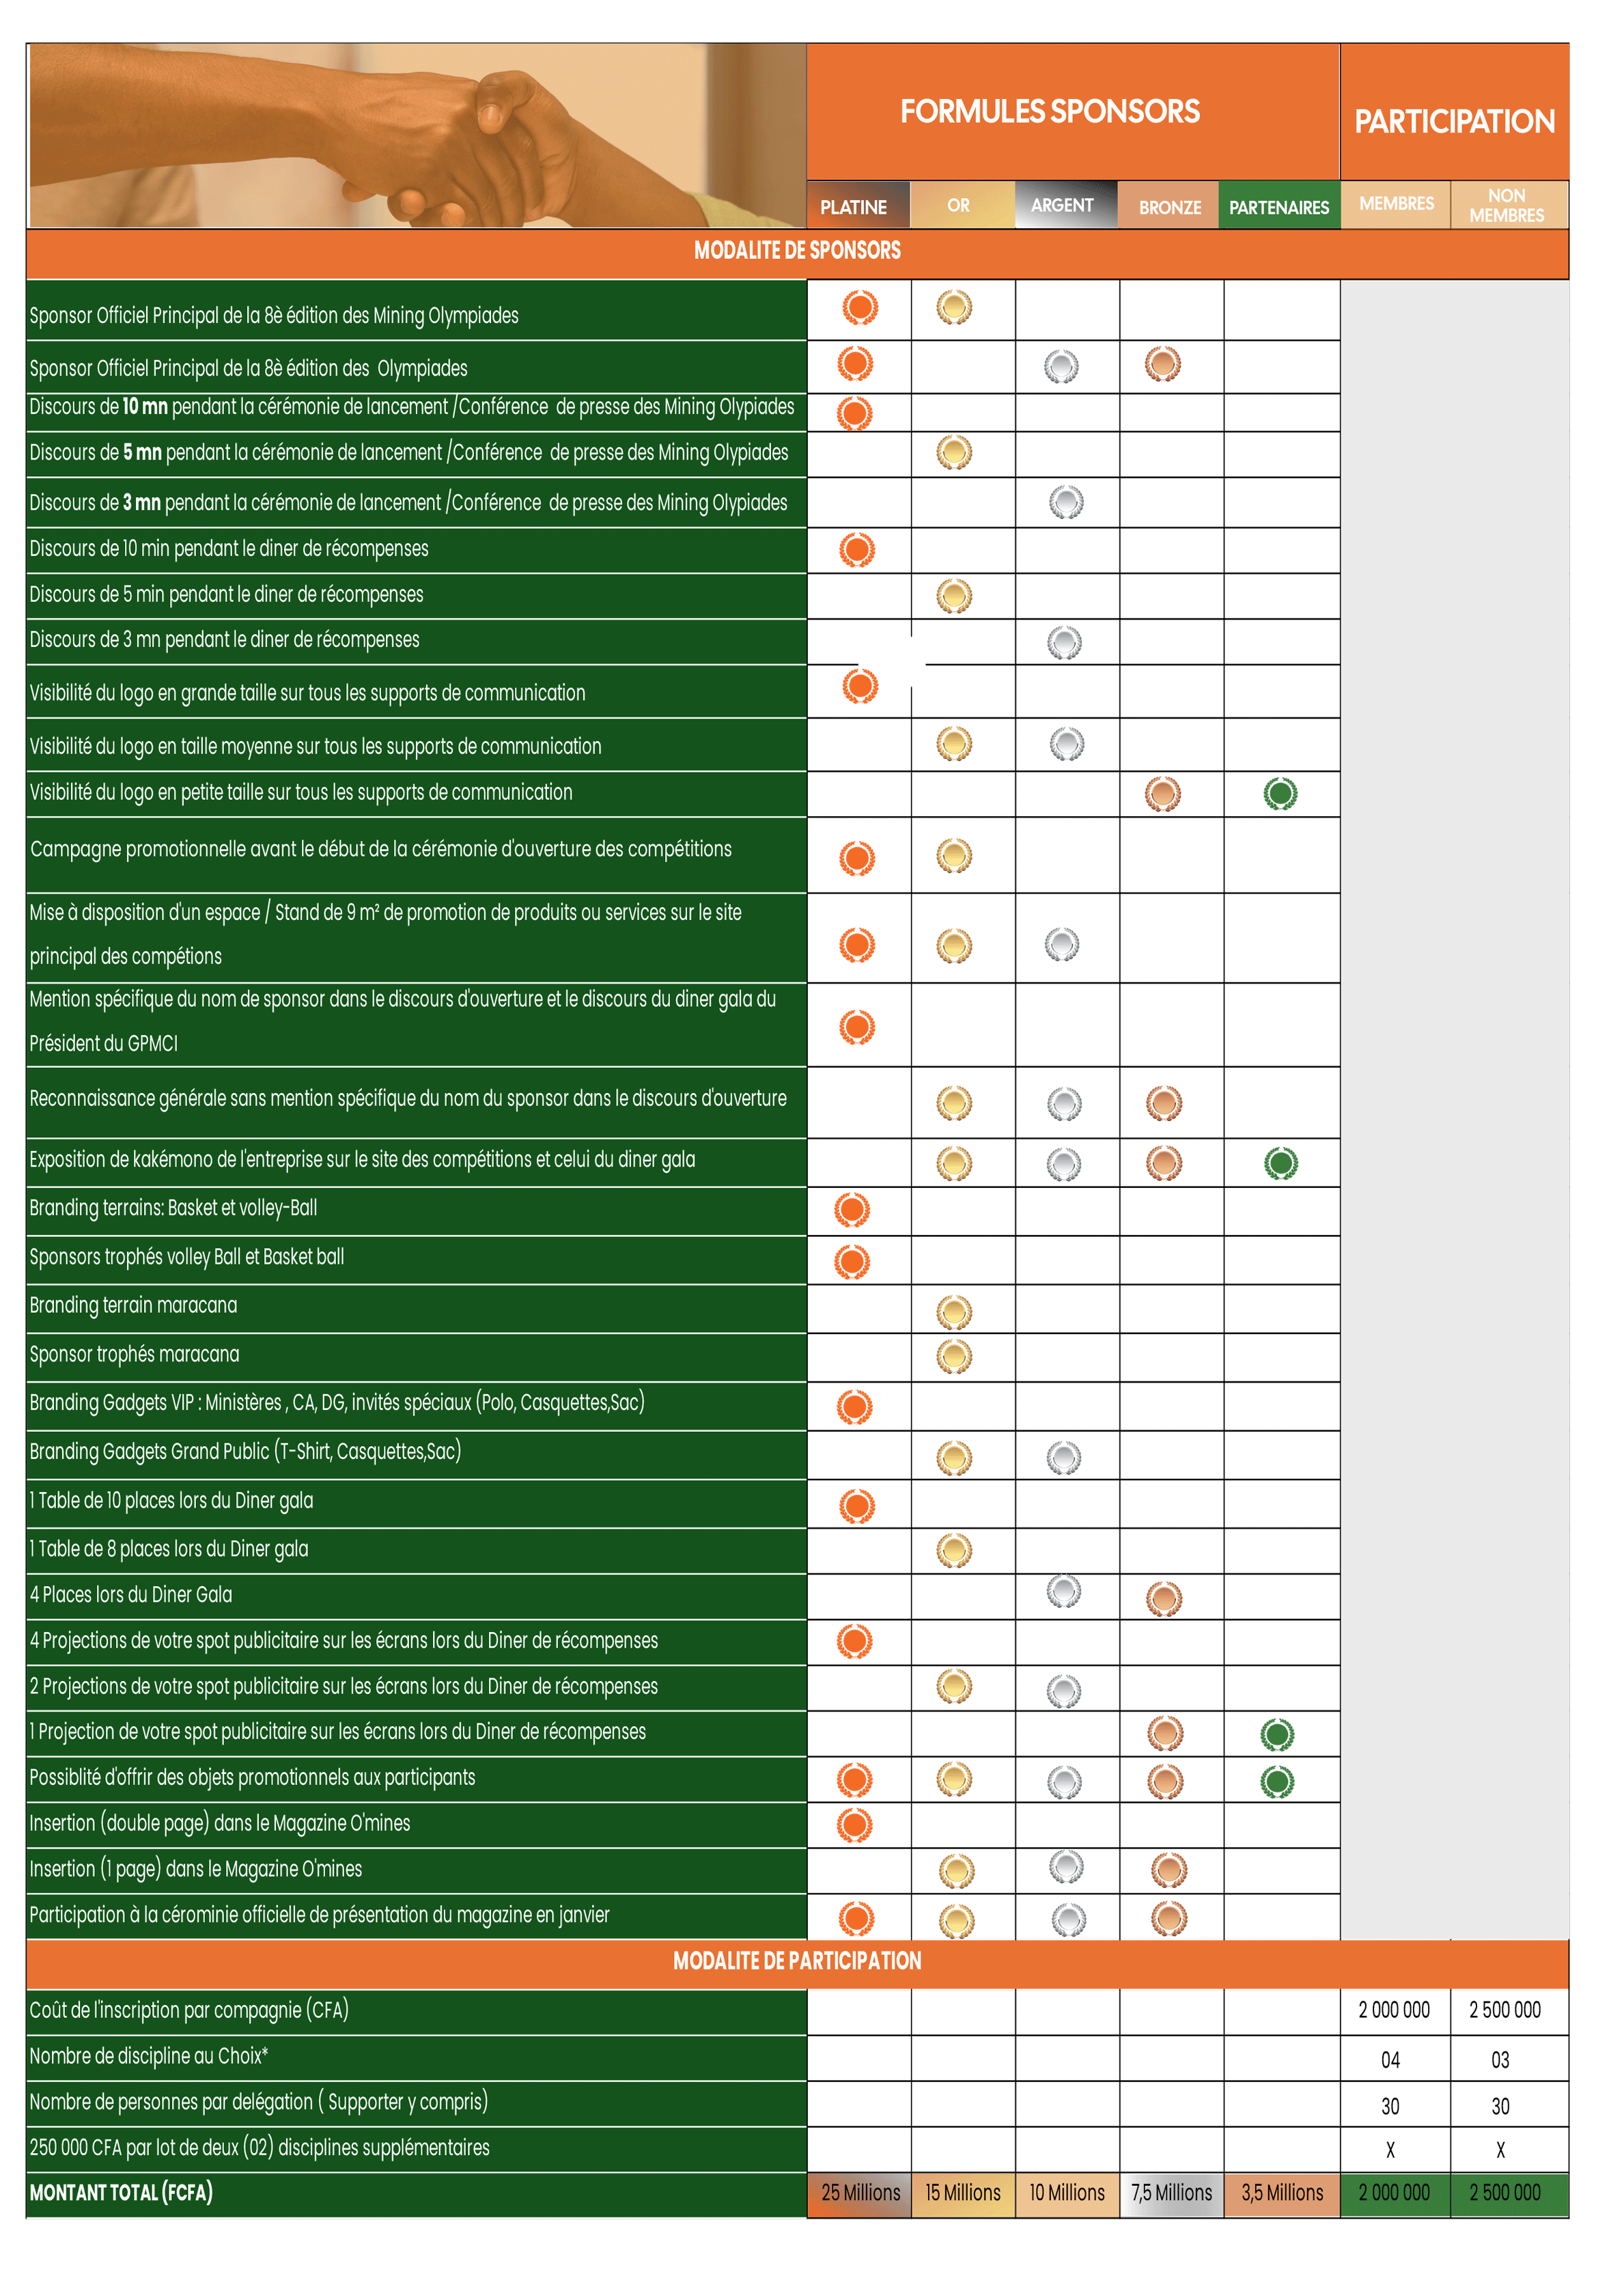 FORMULES SPONSORS
PARTICIPATION
PLATINE
OR
ARGENT
BRONZE
PARTENAIRES
MEMBRES
NON
MEMBRES
MODALITE DE SPONSORS
Sponsor Officiel Principal de la 8è édition des Mining Olympiades
Sponsor Officiel Principal de la 8è édition des Olympiades
Discours de 10 mn pendant la cérémonie de lancement /Conférence de presse des Mining Olypiades
Discours de 5 mn pendant la cérémonie de lancement /Conférence de presse des Mining Olypiades
Discours de 3 mn pendant la cérémonie de lancement /Conférence de presse des Mining Olypiades
Discours de 10 min pendant le diner de récompenses
Discours de 5 min pendant le diner de récompenses
Discours de 3 mn pendant le diner de récompenses
Visibilité du logo en grande taille sur tous les supports de communication
Visibilité du logo en taille moyenne sur tous les supports de communication
Visibilité du logo en petite taille sur tous les supports de communication
Campagne promotionnelle avant le début de la cérémonie d'ouverture des compétitions
Mise à disposition d'un espace / Stand de 9 m² de promotion de produits ou services sur le site
principal des compétions
Mention spécifique du nom de sponsor dans le discours d'ouverture et le discours du diner gala du
Président du GPMCI
Reconnaissance générale sans mention spécifique du nom du sponsor dans le discours d'ouverture
Exposition de kakémono de l'entreprise sur le site des compétitions et celui du diner gala
Branding terrains: Basket et volley-Ball
Sponsors trophés volley Ball et Basket ball
Branding terrain maracana
Sponsor trophés maracana
Branding Gadgets VIP : Ministères , CA, DG, invités spéciaux (Polo, Casquettes,Sac)
Branding Gadgets Grand Public (T-Shirt, Casquettes,Sac)
1 Table de 10 places lors du Diner gala
1 Table de 8 places lors du Diner gala
4 Places lors du Diner Gala
4 Projections de votre spot publicitaire sur les écrans lors du Diner de récompenses
2 Projections de votre spot publicitaire sur les écrans lors du Diner de récompenses
1 Projection de votre spot publicitaire sur les écrans lors du Diner de récompenses
Possiblité d'offrir des objets promotionnels aux participants
Insertion (double page) dans le Magazine O'mines
Insertion (1 page) dans le Magazine O'mines
Participation à la cérominie officielle de présentation du magazine en janvier
MODALITE DE PARTICIPATION
Coût de l'inscription par compagnie (CFA) 2 000 000 2 500 000
Nombre de discipline au Choix* 04 03
Nombre de personnes par delégation ( Supporter y compris) 30 30
250 000 CFA par lot de deux (02) disciplines supplémentaires X X
MONTANT TOTAL (FCFA) 25 Millions 15 Millions 10 Millions 7,5 Millions 3,5 Millions 2 000 000 2 500 000